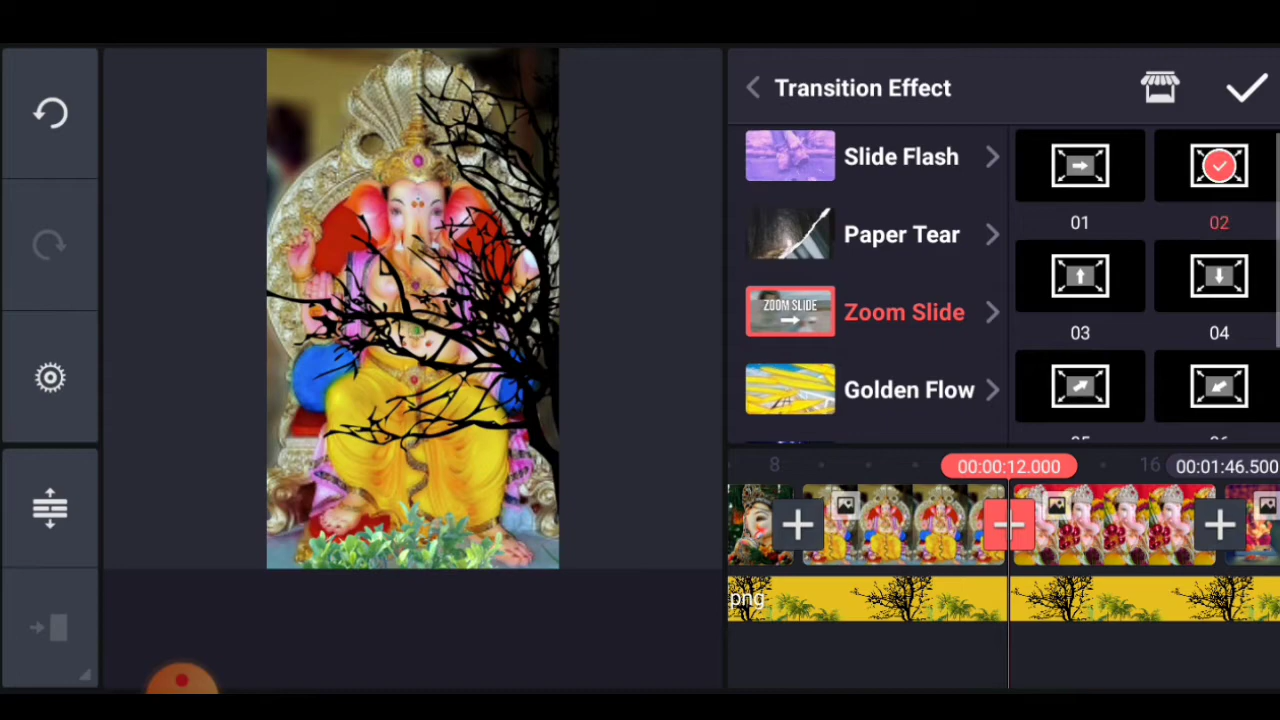 Transition Effect
Slide Flash
Paper Tear
ZOOM SLIDE
Zoom Slide
Golden Flow
01
02
03
04
8
00:00:12.000
16
00:01:46.500
png